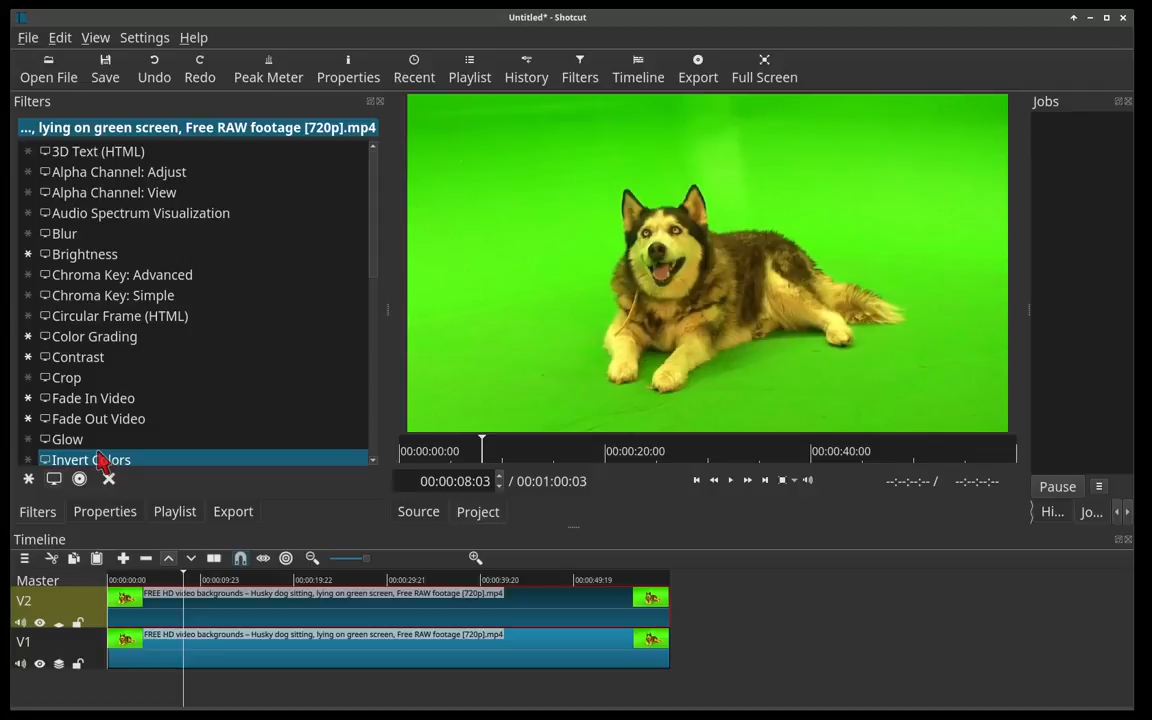 Untitled* - Shotcut
File Edit View Settings Help
Open File Save Undo Redo Peak Meter Properties Recent Playlist History Filters Timeline Export Full Screen
Filters
..., lying on green screen, Free RAW footage [720p].mp4
3D Text (HTML)
Alpha Channel: Adjust
Alpha Channel: View
Audio Spectrum Visualization
Blur
Brightness
Chroma Key: Advanced
Chroma Key: Simple
Circular Frame (HTML)
Color Grading
Contrast
Crop
Fade In Video
Fade Out Video
Glow
Invert Colors
Filters Properties Playlist Export
00:00:00:00 00:00:20:00 00:00:40:00
00:00:08:03 / 00:01:00:03 --:--:--:-- / --:--:--:--
Source Project
Jobs
Pause
Hi... Jo...
Timeline
Master 00:00:00:00 00:00:09:23 00:00:19:22 00:00:29:21 00:00:39:20 00:00:49:19
FREE HD video backgrounds – Husky dog sitting, lying on green screen, Free RAW footage [720p].mp4
V2
FREE HD video backgrounds – Husky dog sitting, lying on green screen, Free RAW footage [720p].mp4
V1